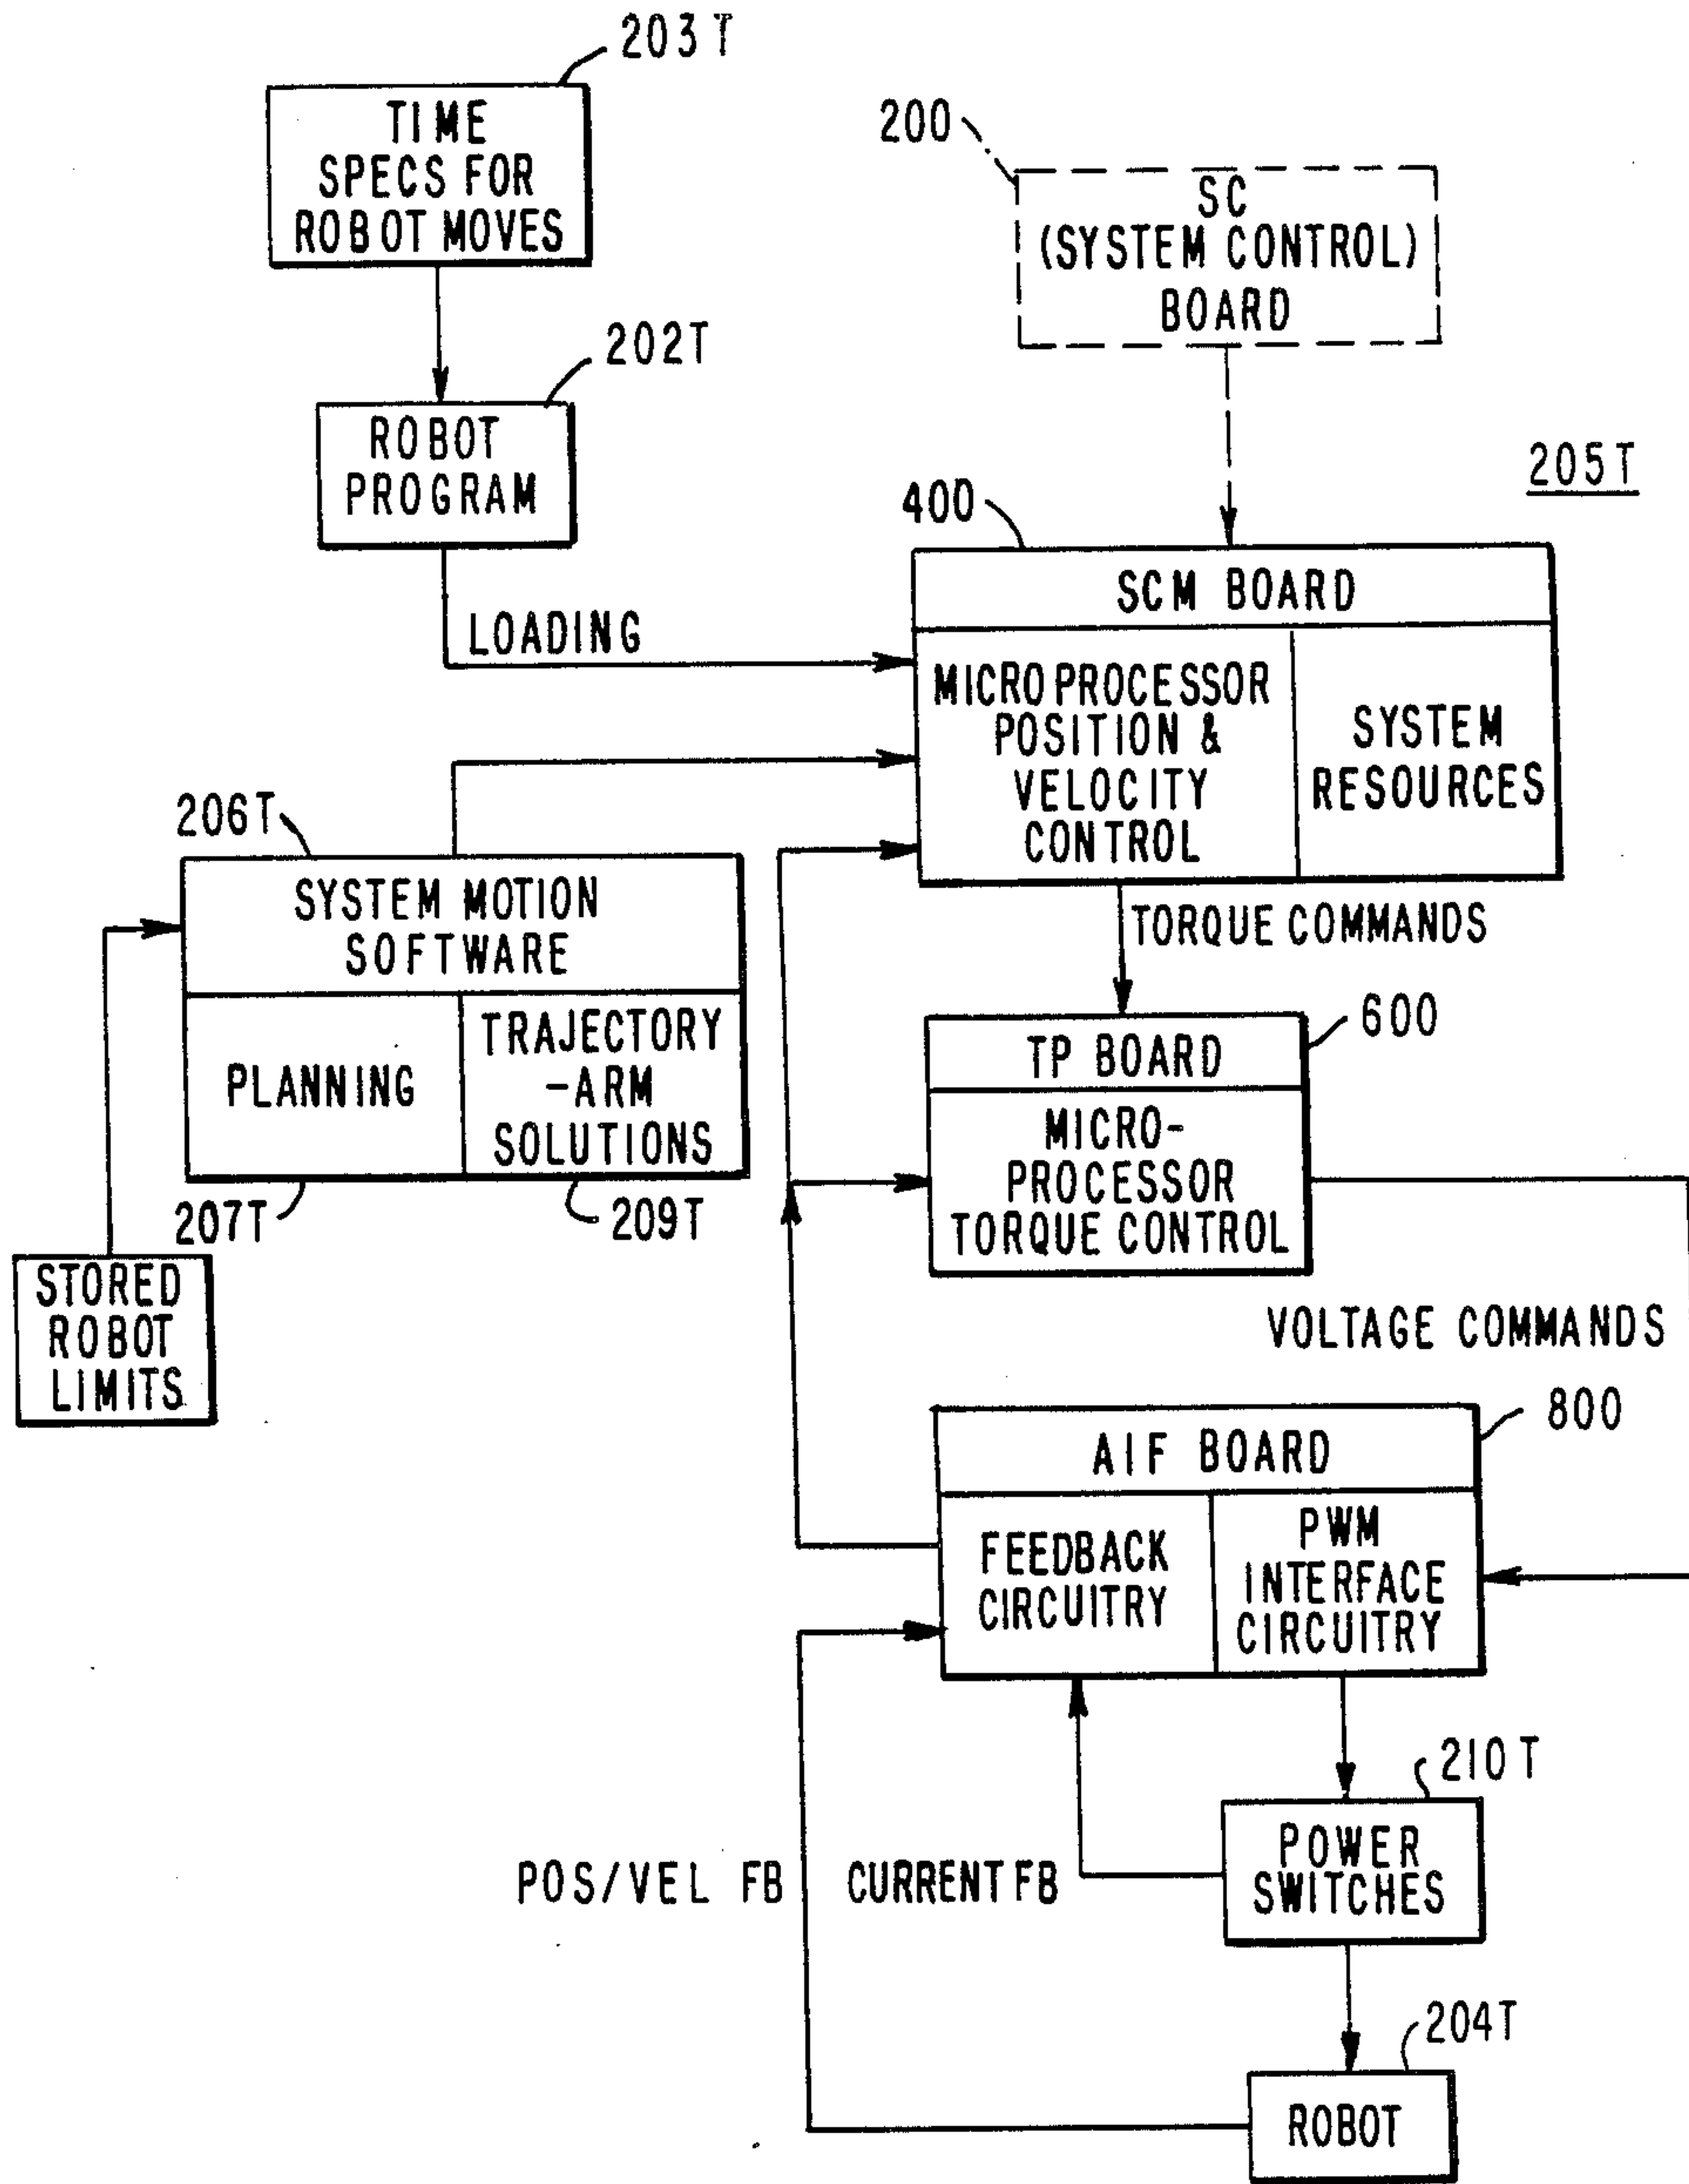 203T
TIME
SPECS FOR
ROBOT MOVES
200
SC
(SYSTEM CONTROL)
BOARD
202T
ROBOT
PROGRAM
205T
LOADING
400
SCM BOARD
MICROPROCESSOR
POSITION &
VELOCITY
CONTROL
SYSTEM
RESOURCES
206T
SYSTEM MOTION
SOFTWARE
PLANNING
TRAJECTORY
-ARM
SOLUTIONS
207T
209T
STORED
ROBOT
LIMITS
TORQUE COMMANDS
600
TP BOARD
MICRO-
PROCESSOR
TORQUE CONTROL
VOLTAGE COMMANDS
800
AIF BOARD
FEEDBACK
CIRCUITRY
PWM
INTERFACE
CIRCUITRY
210T
POWER
SWITCHES
POS/VEL FB
CURRENT FB
204T
ROBOT